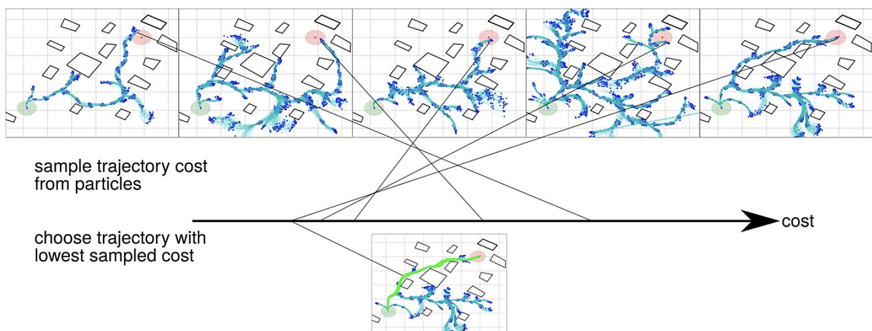 sample trajectory cost
from particles
cost
choose trajectory with
lowest sampled cost